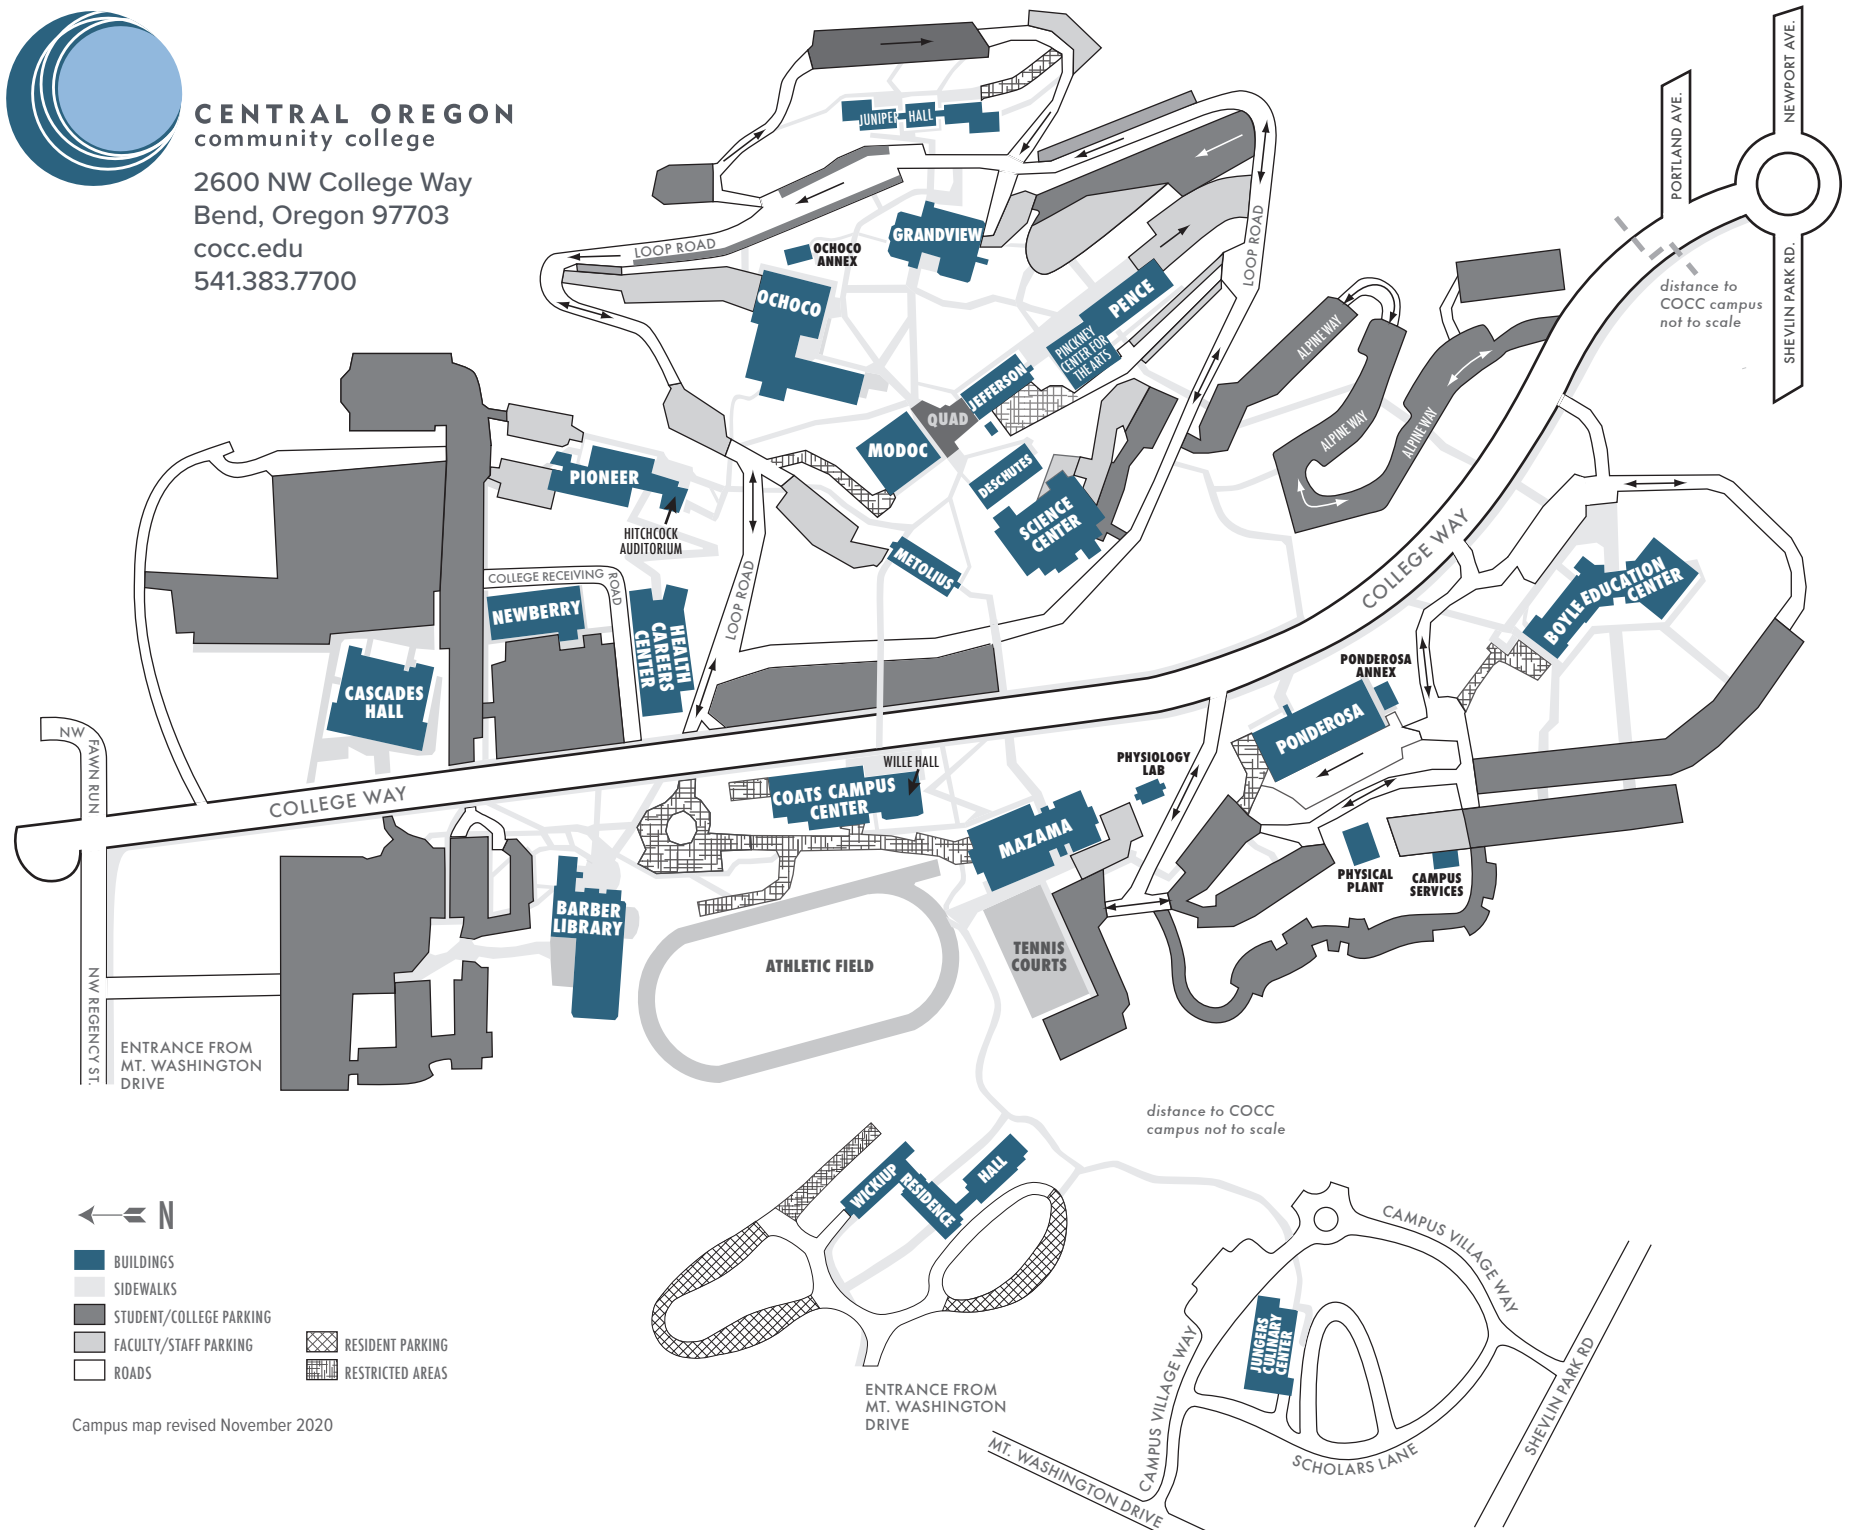 CENTRAL OREGON
community college
2600 NW College Way
Bend, Oregon 97703
cocc.edu
541.383.7700
JUNIPER HALL
LOOP ROAD
OCHOCO
ANNEX
GRANDVIEW
OCHOCO
PENCE
PINCKNEY
CENTER FOR
THE ARTS
JEFFERSON
QUAD
MODOC
DESCHUTES
SCIENCE
CENTER
METOLIUS
LOOP ROAD
LOOP ROAD
ALPINE WAY
ALPINE WAY
ALPINE WAY
PORTLAND AVE.
NEWPORT AVE.
SHEVLIN PARK RD.
distance to
COCC campus
not to scale
PIONEER
HITCHCOCK
AUDITORIUM
COLLEGE RECEIVING
ROAD
NEWBERRY
HEALTH
CAREERS
CENTER
CASCADES
HALL
NW
FAWN RUN
COLLEGE WAY
COLLEGE WAY
BOYLE EDUCATION
CENTER
PONDEROSA
ANNEX
PONDEROSA
PHYSIOLOGY
LAB
WILLE HALL
COATS CAMPUS
CENTER
MAZAMA
PHYSICAL
PLANT
CAMPUS
SERVICES
BARBER
LIBRARY
ATHLETIC FIELD
TENNIS
COURTS
NW REGENCY ST.
ENTRANCE FROM
MT. WASHINGTON
DRIVE
distance to COCC
campus not to scale
WICKIUP
RESIDENCE
HALL
ENTRANCE FROM
MT. WASHINGTON
DRIVE
CAMPUS VILLAGE WAY
CAMPUS VILLAGE WAY
JUNGERS
CULINARY
CENTER
SCHOLARS LANE
SHEVLIN PARK RD
MT. WASHINGTON DRIVE
N
BUILDINGS
SIDEWALKS
STUDENT/COLLEGE PARKING
FACULTY/STAFF PARKING
ROADS
RESIDENT PARKING
RESTRICTED AREAS
Campus map revised November 2020